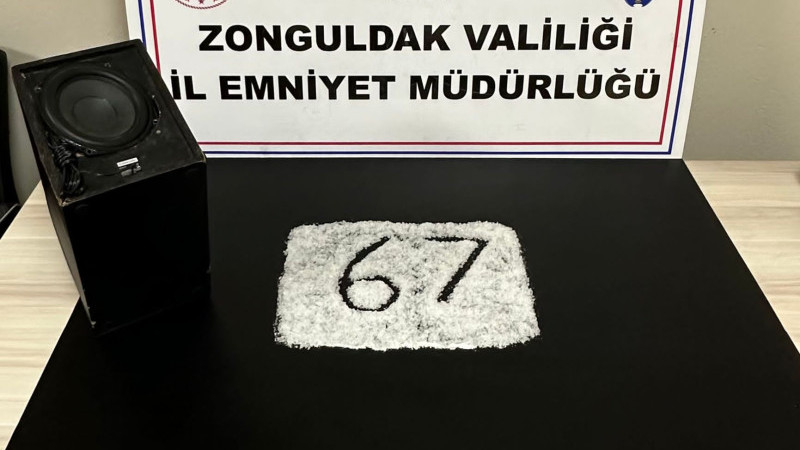 ZONGULDAK VALİLİĞİ
İL EMNİYET MÜDÜRLÜĞÜ
67